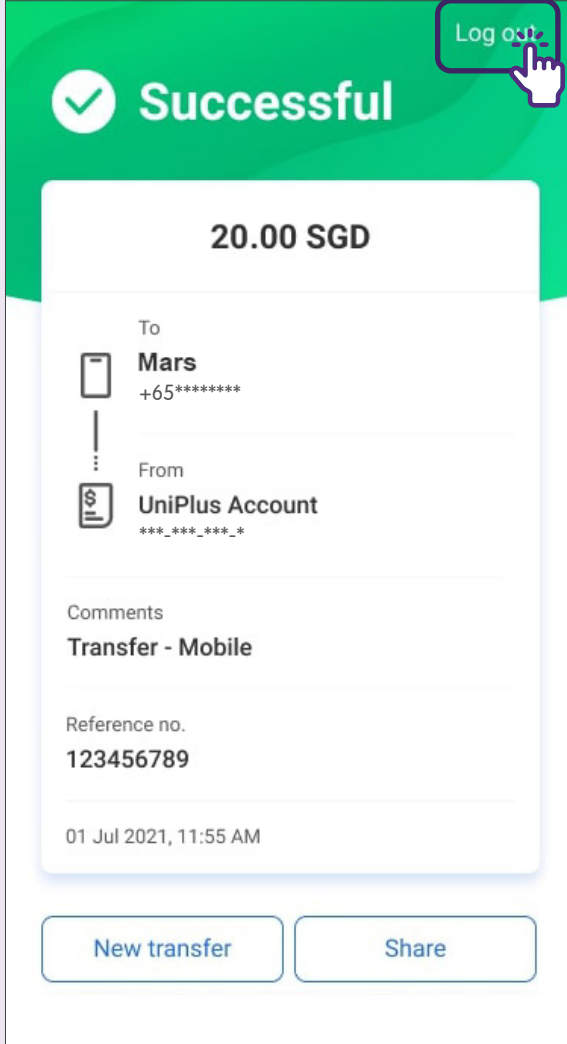 Log out
Successful
20.00 SGD
To
Mars
+65********
From
UniPlus Account
***-***-***-*
Comments
Transfer - Mobile
Reference no.
123456789
01 Jul 2021, 11:55 AM
New transfer
Share